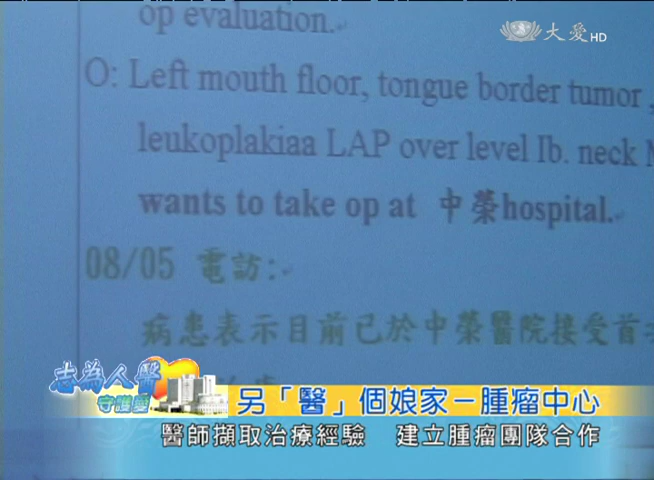 op evaluation.
大愛HD
O: Left mouth floor, tongue border tumor ,
leukoplakiaa LAP over level Ib. neck M
wants to take op at 中榮hospital.
08/05 電訪:
病患表示目前已於中榮醫院接受首次
志為人醫
守護愛
另「醫」個娘家－腫瘤中心
醫師擷取治療經驗 建立腫瘤團隊合作